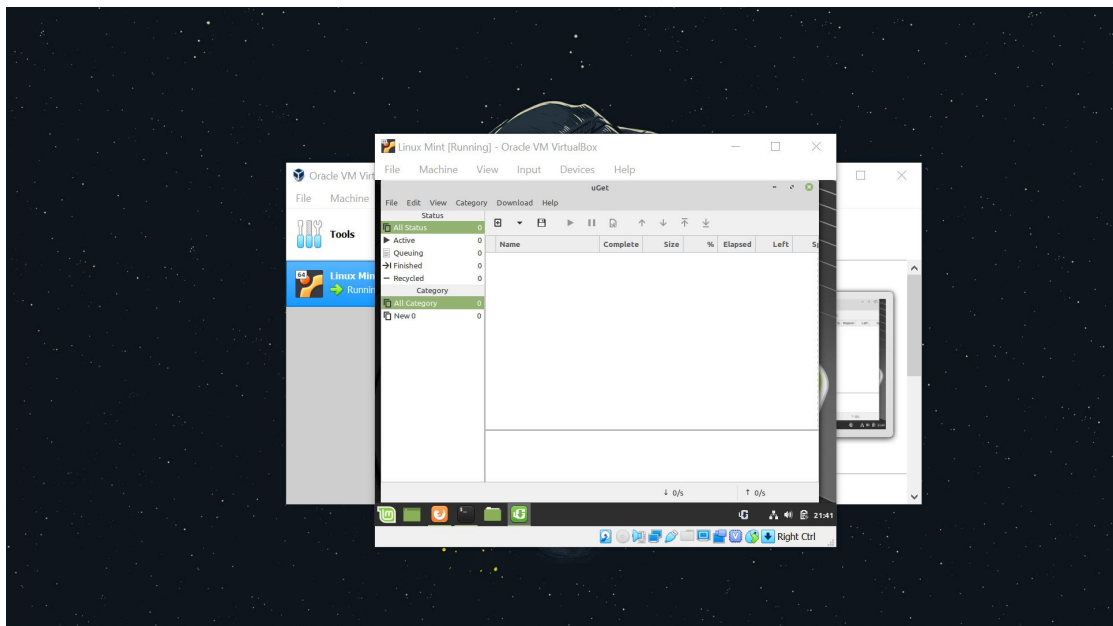 Linux Mint [Running] - Oracle VM VirtualBox
File Machine View Input Devices Help
Oracle VM Virt
File Machine
Tools
64
Linux Min
Runnin
uGet
File Edit View Category Download Help
Status
All Status 0
Active 0
Queuing 0
Finished 0
Recycled 0
Category
All Category 0
New 0 0
Name Complete Size % Elapsed Left Sp
↓ 0/s ↑ 0/s
21:41
Right Ctrl